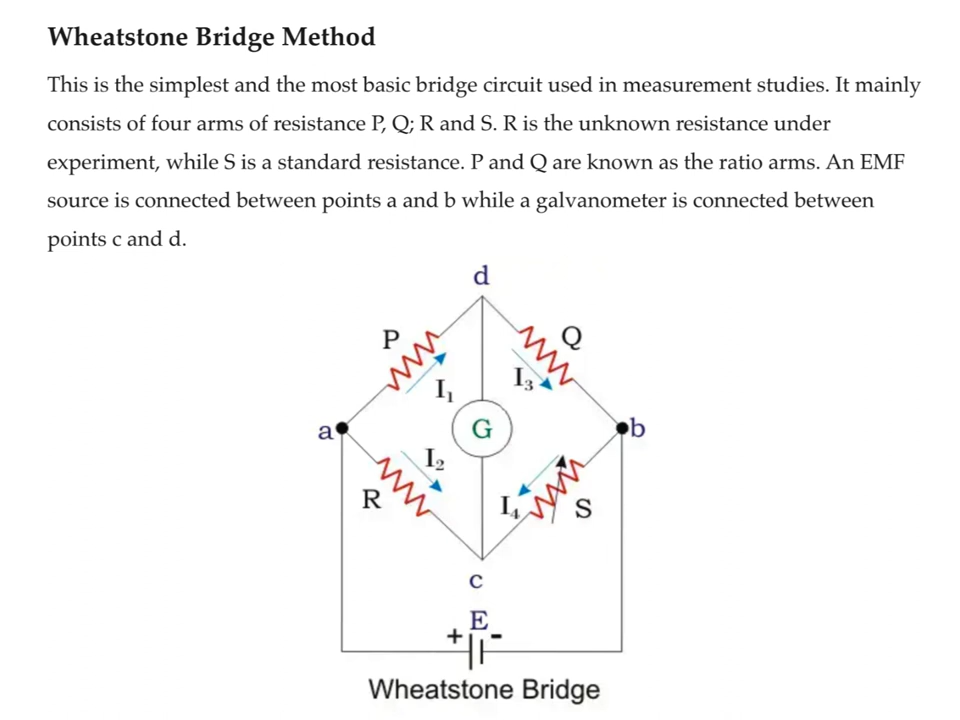 Wheatstone Bridge Method
This is the simplest and the most basic bridge circuit used in measurement studies. It mainly
consists of four arms of resistance P, Q; R and S. R is the unknown resistance under
experiment, while S is a standard resistance. P and Q are known as the ratio arms. An EMF
source is connected between points a and b while a galvanometer is connected between
points c and d.
d
P
Q
I₁
I₃
a
G
b
I₂
R
I₄
S
c
E
+ -
Wheatstone Bridge